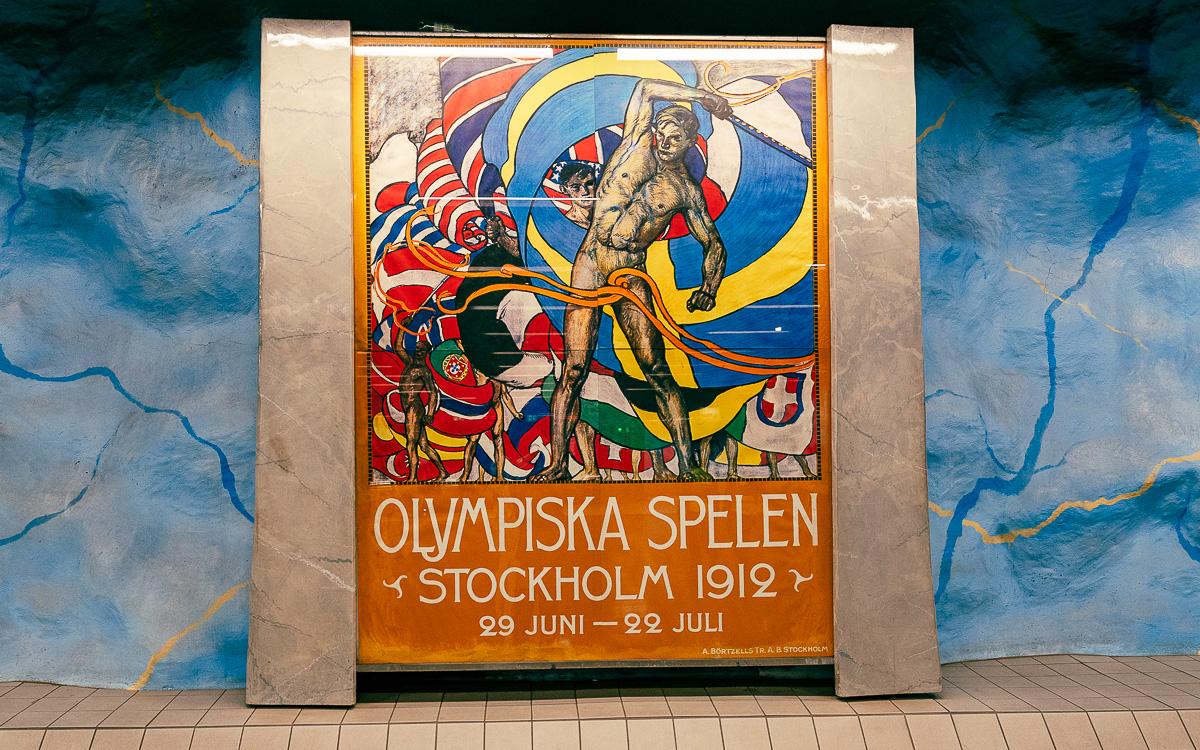 OLYMPISKA SPELEN
STOCKHOLM 1912
29 JUNI — 22 JULI
A. BÖRTZELLS TR. A. B. STOCKHOLM